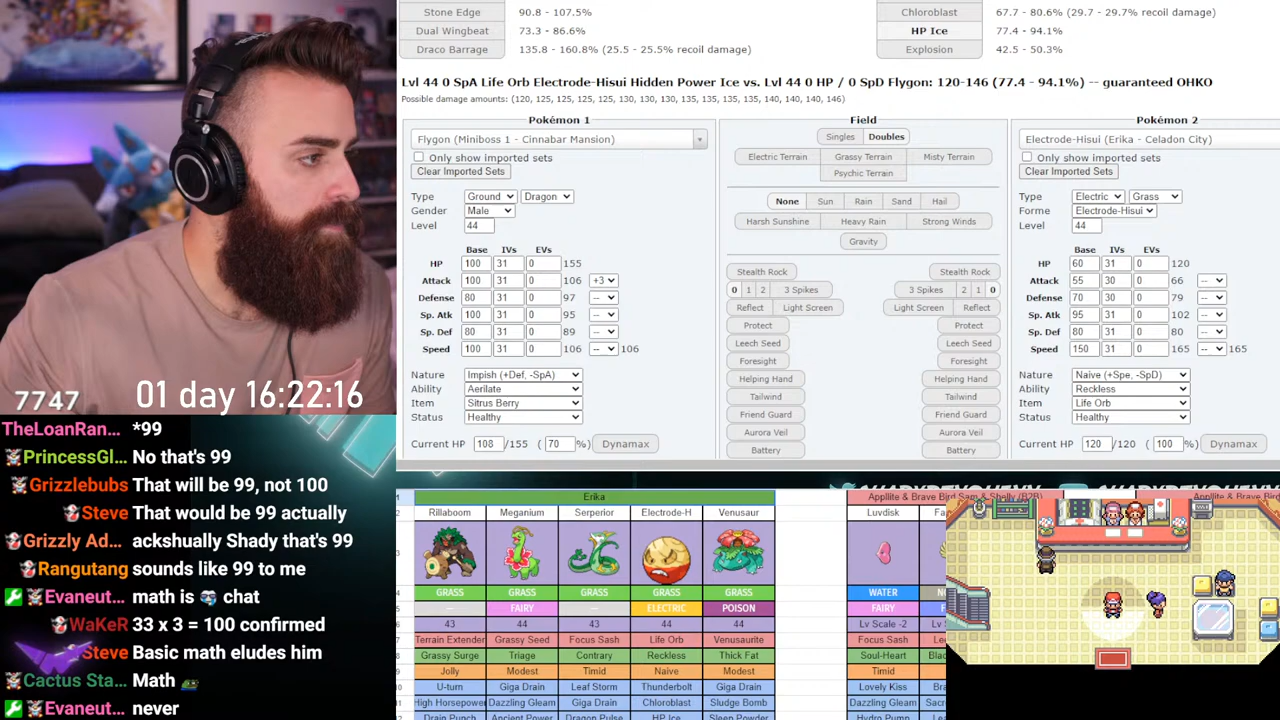 Stone Edge 90.8 - 107.5%
Dual Wingbeat 73.3 - 86.6%
Draco Barrage 135.8 - 160.8% (25.5 - 25.5% recoil damage)
Chloroblast 67.7 - 80.6% (29.7 - 29.7% recoil damage)
HP Ice 77.4 - 94.1%
Explosion 42.5 - 50.3%
Lvl 44 0 SpA Life Orb Electrode-Hisui Hidden Power Ice vs. Lvl 44 0 HP / 0 SpD Flygon: 120-146 (77.4 - 94.1%) -- guaranteed OHKO
Possible damage amounts: (120, 125, 125, 125, 125, 130, 130, 130, 135, 135, 135, 135, 140, 140, 140, 146)
Pokémon 1
Flygon (Miniboss 1 - Cinnabar Mansion)
Only show imported sets
Clear Imported Sets
Type Ground Dragon
Gender Male
Level 44
Base IVs EVs
HP 100 31 0 155
Attack 100 31 0 106 +3
Defense 80 31 0 97 --
Sp. Atk 100 31 0 95 --
Sp. Def 80 31 0 89 --
Speed 100 31 0 106 -- 106
Nature Impish (+Def, -SpA)
Ability Aerilate
Item Sitrus Berry
Status Healthy
Current HP 108 /155 ( 70 %) Dynamax
Field
Singles Doubles
Electric Terrain Grassy Terrain Misty Terrain
Psychic Terrain
None Sun Rain Sand Hail
Harsh Sunshine Heavy Rain Strong Winds
Gravity
Stealth Rock Stealth Rock
0 1 2 3 Spikes 3 Spikes 2 1 0
Reflect Light Screen Light Screen Reflect
Protect Protect
Leech Seed Leech Seed
Foresight Foresight
Helping Hand Helping Hand
Tailwind Tailwind
Friend Guard Friend Guard
Aurora Veil Aurora Veil
Battery Battery
Pokémon 2
Electrode-Hisui (Erika - Celadon City)
Only show imported sets
Clear Imported Sets
Type Electric Grass
Forme Electrode-Hisui
Level 44
Base IVs EVs
HP 60 31 0 120
Attack 55 30 0 66 --
Defense 70 30 0 79 --
Sp. Atk 95 31 0 102 --
Sp. Def 80 31 0 80 --
Speed 150 31 0 165 -- 165
Nature Naive (+Spe, -SpD)
Ability Reckless
Item Life Orb
Status Healthy
Current HP 120 /120 ( 100 %) Dynamax
7747
01 day 16:22:16
TheLoanRan... *99
PrincessGl... No that's 99
Grizzlebubs That will be 99, not 100
Steve That would be 99 actually
Grizzly Ad... ackshually Shady that's 99
Rangutang sounds like 99 to me
Evaneut... math is chat
WaKeR 33 x 3 = 100 confirmed
Steve Basic math eludes him
Cactus Sta... Math
Evaneut... never
1 Erika
2 Rillaboom Meganium Serperior Electrode-H Venusaur
3
4 GRASS GRASS GRASS GRASS GRASS
5 — FAIRY — ELECTRIC POISON
6 43 44 43 44 44
7 Terrain Extender Grassy Seed Focus Sash Life Orb Venusaurite
8 Grassy Surge Triage Contrary Reckless Thick Fat
9 Jolly Modest Timid Naive Modest
10 U-turn Giga Drain Leaf Storm Thunderbolt Giga Drain
11 High Horsepower Dazzling Gleam Giga Drain Chloroblast Sludge Bomb
12 Drain Punch Ancient Power Dragon Pulse HP Ice Sleep Powder
Appllite & Brave Bird Sam & Shelly (B2B)
Appllite & Brave Bird
Luvdisk
WATER
FAIRY
Lv Scale -2
Focus Sash
Soul-Heart
Timid
Lovely Kiss
Dazzling Gleam
Hydro Pump